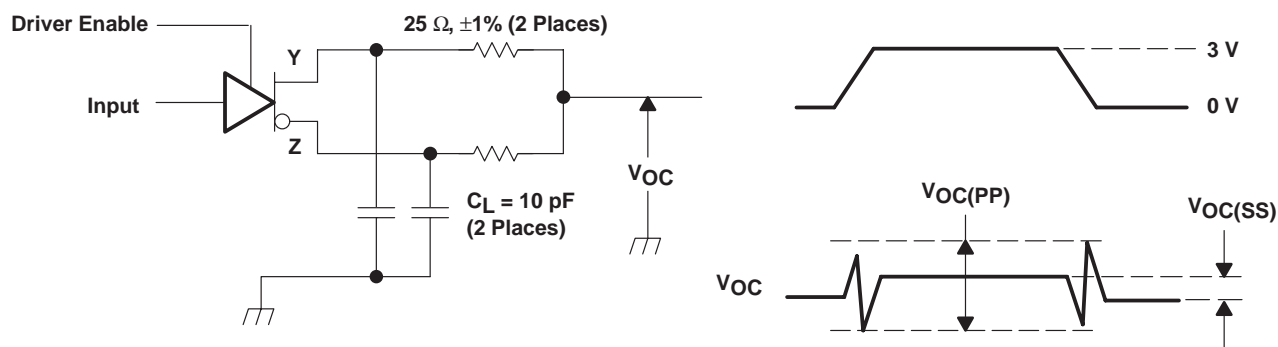 Driver Enable
25 Ω, ±1% (2 Places)
Y
3 V
Input
0 V
Z
VOC
CL = 10 pF
(2 Places)
VOC(PP)
VOC(SS)
VOC